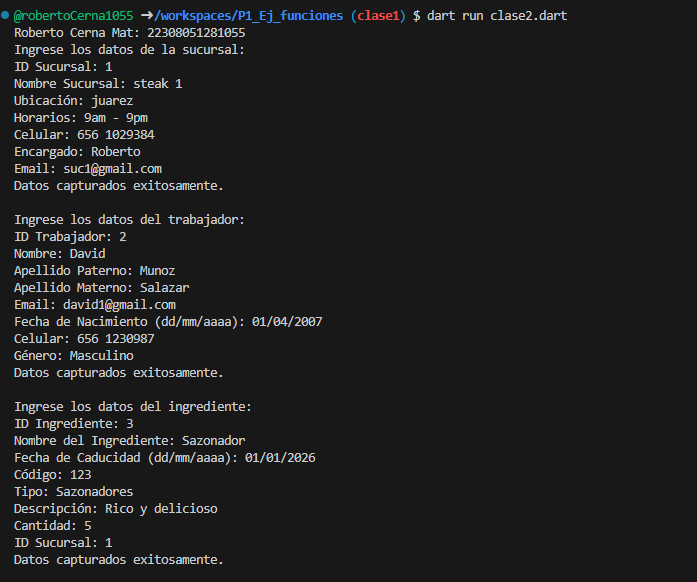 @robertoCerna1055 ➜/workspaces/P1_Ej_funciones (clase1) $ dart run clase2.dart
Roberto Cerna Mat: 22308051281055
Ingrese los datos de la sucursal:
ID Sucursal: 1
Nombre Sucursal: steak 1
Ubicación: juarez
Horarios: 9am - 9pm
Celular: 656 1029384
Encargado: Roberto
Email: suc1@gmail.com
Datos capturados exitosamente.

Ingrese los datos del trabajador:
ID Trabajador: 2
Nombre: David
Apellido Paterno: Munoz
Apellido Materno: Salazar
Email: david1@gmail.com
Fecha de Nacimiento (dd/mm/aaaa): 01/04/2007
Celular: 656 1230987
Género: Masculino
Datos capturados exitosamente.

Ingrese los datos del ingrediente:
ID Ingrediente: 3
Nombre del Ingrediente: Sazonador
Fecha de Caducidad (dd/mm/aaaa): 01/01/2026
Código: 123
Tipo: Sazonadores
Descripción: Rico y delicioso
Cantidad: 5
ID Sucursal: 1
Datos capturados exitosamente.